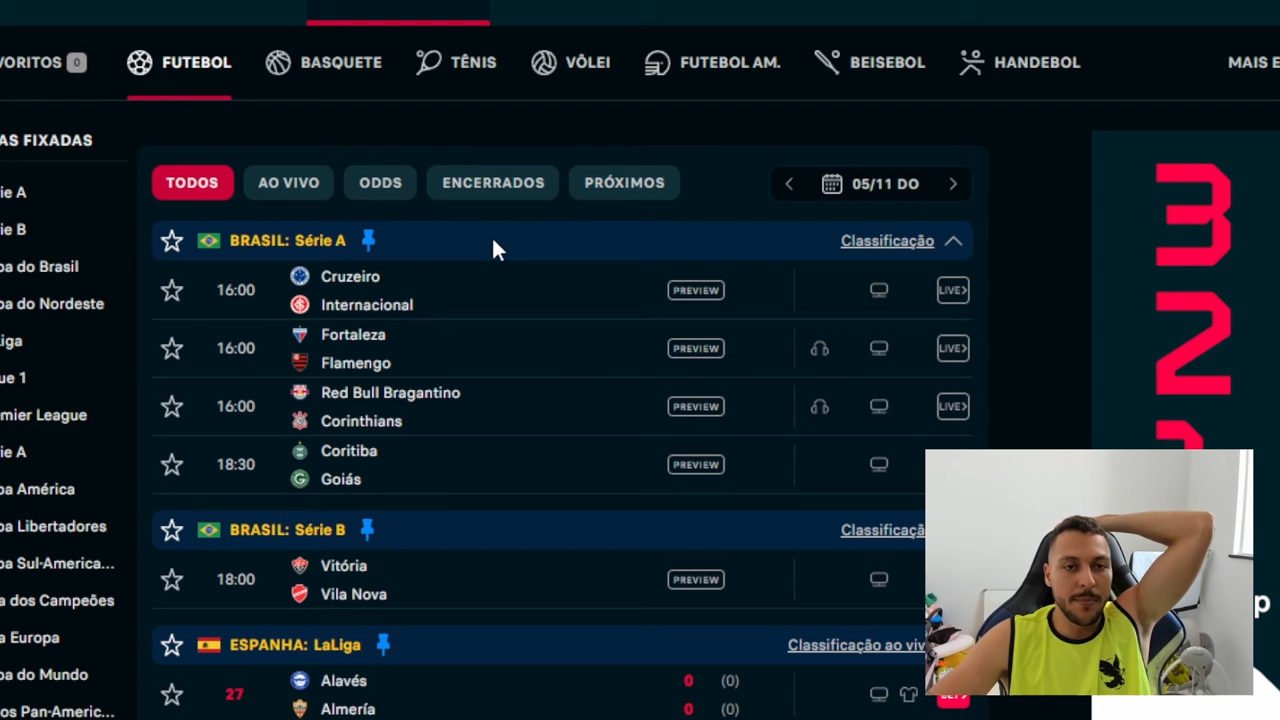 VORITOS 0 FUTEBOL BASQUETE TÊNIS VÔLEI FUTEBOL AM. BEISEBOL HANDEBOL MAIS E
AS FIXADAS
ie A
ie B
pa do Brasil
pa do Nordeste
Liga
ue 1
emier League
ie A
pa América
pa Libertadores
pa Sul-America...
a dos Campeões
a Europa
a do Mundo
os Pan-Americ...
TODOS AO VIVO ODDS ENCERRADOS PRÓXIMOS 05/11 DO
BRASIL: Série A Classificação
16:00 Cruzeiro PREVIEW LIVE>
Internacional
16:00 Fortaleza PREVIEW LIVE>
Flamengo
16:00 Red Bull Bragantino PREVIEW LIVE>
Corinthians
18:30 Coritiba PREVIEW
Goiás
BRASIL: Série B Classificaçã
18:00 Vitória PREVIEW
Vila Nova
ESPANHA: LaLiga Classificação ao viv
27 Alavés 0 (0)
Almería 0 (0)